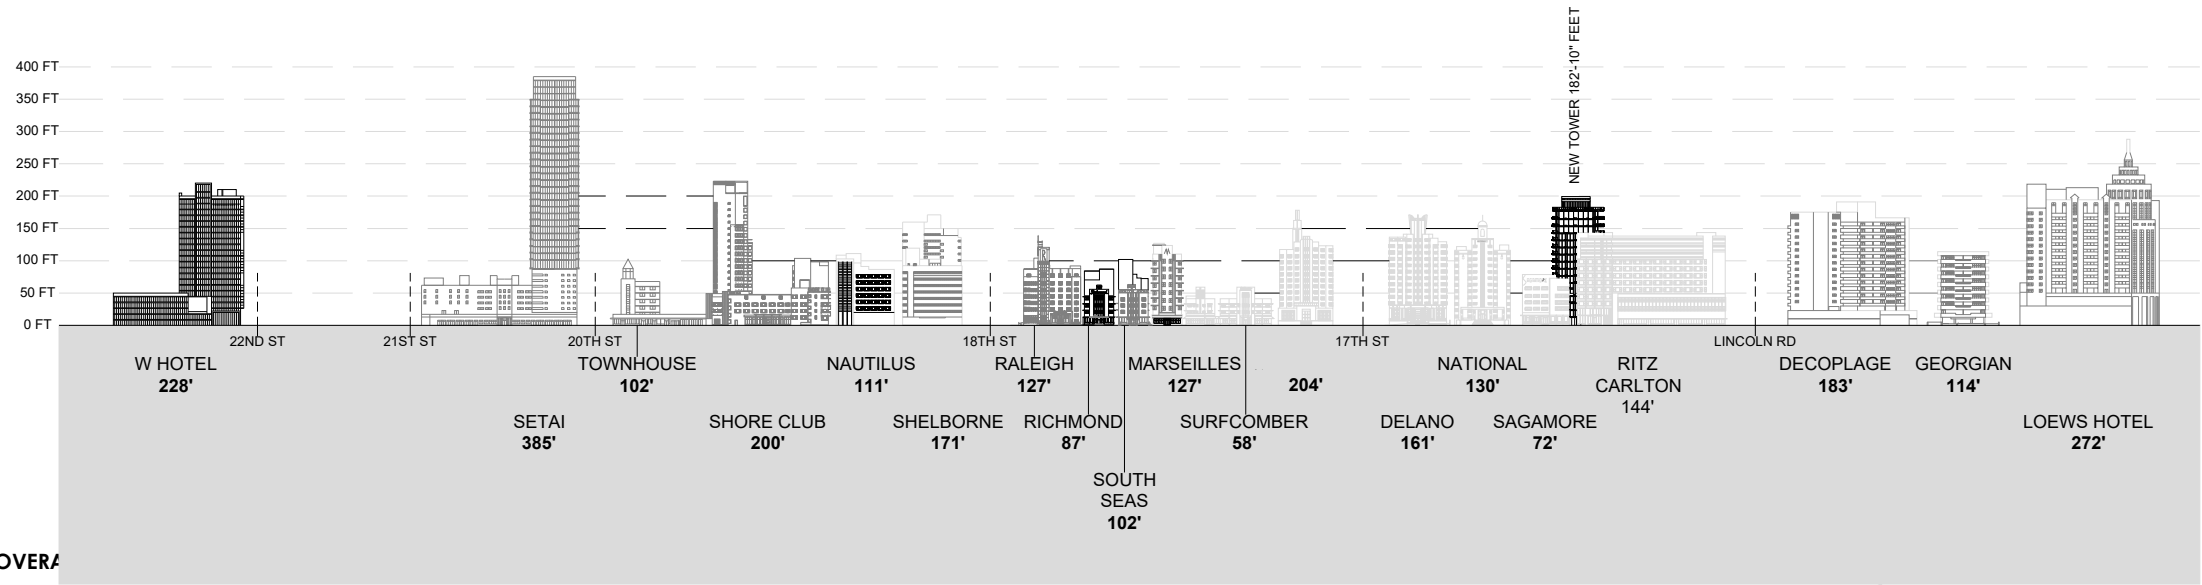 NEW TOWER 182'-10" FEET
400 FT
350 FT
300 FT
250 FT
200 FT
150 FT
100 FT
50 FT
0 FT
22ND ST
21ST ST
20TH ST
18TH ST
17TH ST
LINCOLN RD
W HOTEL
228'
SETAI
385'
TOWNHOUSE
102'
SHORE CLUB
200'
NAUTILUS
111'
SHELBORNE
171'
RALEIGH
127'
RICHMOND
87'
SOUTH
SEAS
102'
MARSEILLES
127'
SURFCOMBER
58'
204'
DELANO
161'
NATIONAL
130'
SAGAMORE
72'
RITZ
CARLTON
144'
DECOPLAGE
183'
GEORGIAN
114'
LOEWS HOTEL
272'
OVERA